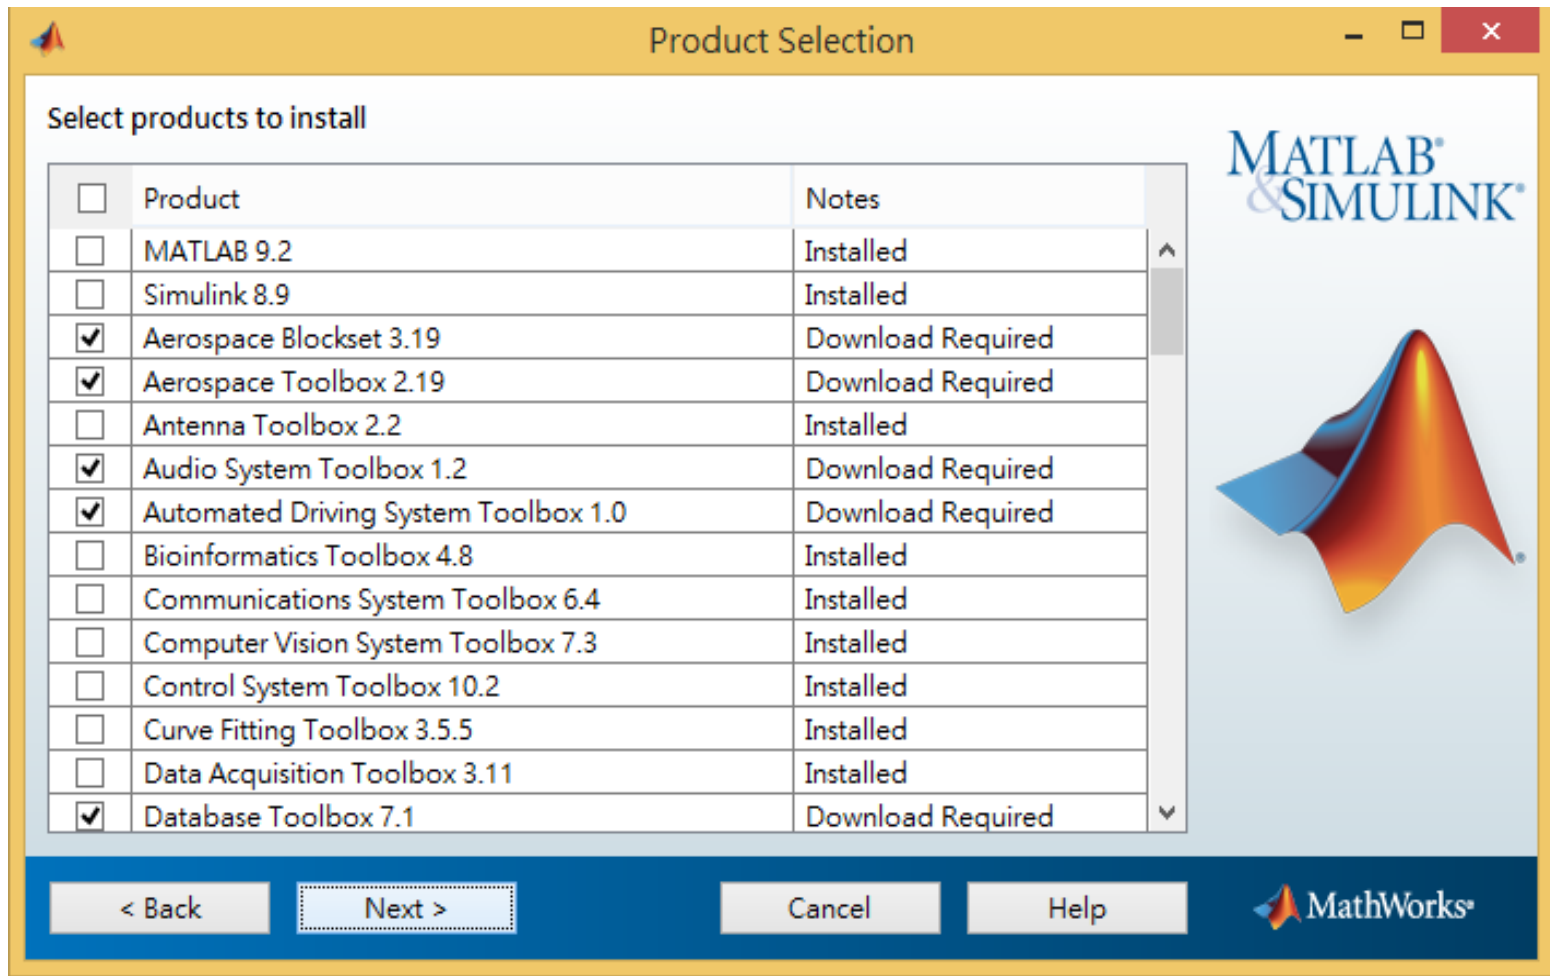 Product Selection
Select products to install
MATLAB®
&SIMULINK®
Product Notes
MATLAB 9.2 Installed
Simulink 8.9 Installed
Aerospace Blockset 3.19 Download Required
Aerospace Toolbox 2.19 Download Required
Antenna Toolbox 2.2 Installed
Audio System Toolbox 1.2 Download Required
Automated Driving System Toolbox 1.0 Download Required
Bioinformatics Toolbox 4.8 Installed
Communications System Toolbox 6.4 Installed
Computer Vision System Toolbox 7.3 Installed
Control System Toolbox 10.2 Installed
Curve Fitting Toolbox 3.5.5 Installed
Data Acquisition Toolbox 3.11 Installed
Database Toolbox 7.1 Download Required
< Back Next > Cancel Help MathWorks®